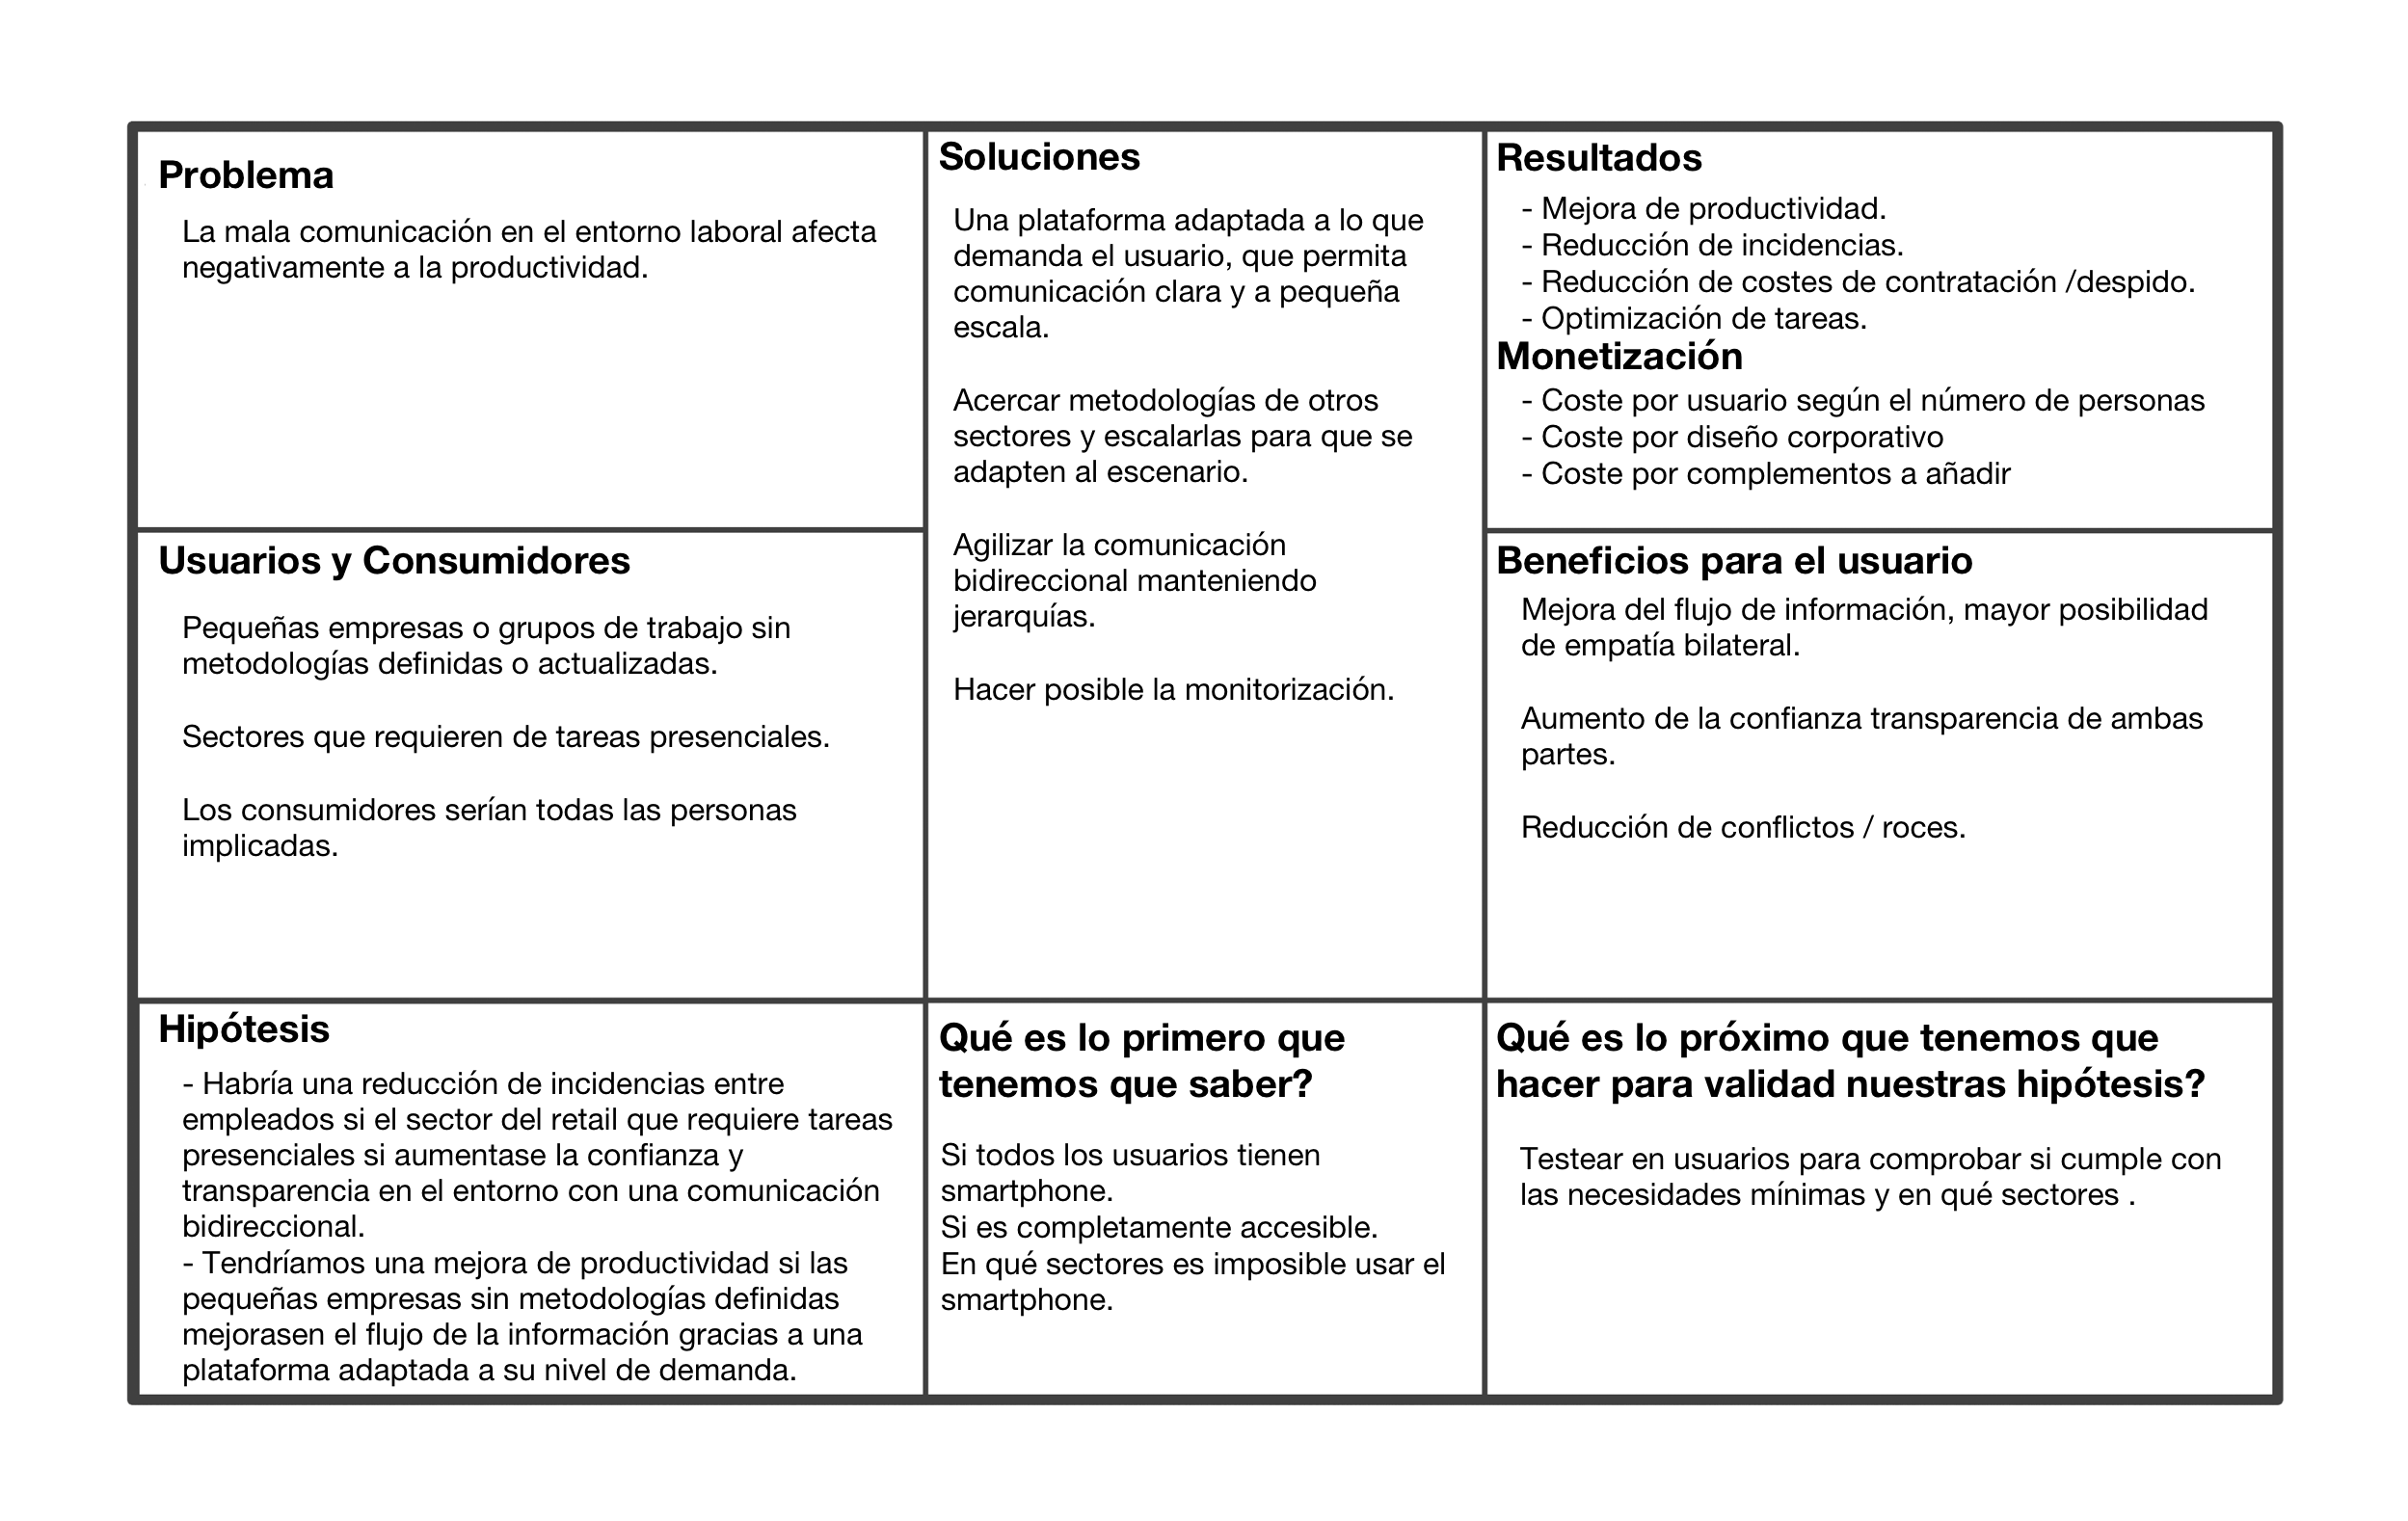 Problema
La mala comunicación en el entorno laboral afecta
negativamente a la productividad.
Usuarios y Consumidores
Pequeñas empresas o grupos de trabajo sin
metodologías definidas o actualizadas.
Sectores que requieren de tareas presenciales.
Los consumidores serían todas las personas
implicadas.
Soluciones
Una plataforma adaptada a lo que
demanda el usuario, que permita
comunicación clara y a pequeña
escala.
Acercar metodologías de otros
sectores y escalarlas para que se
adapten al escenario.
Agilizar la comunicación
bidireccional manteniendo
jerarquías.
Hacer posible la monitorización.
Resultados
- Mejora de productividad.
- Reducción de incidencias.
- Reducción de costes de contratación /despido.
- Optimización de tareas.
Monetización
- Coste por usuario según el número de personas
- Coste por diseño corporativo
- Coste por complementos a añadir
Beneficios para el usuario
Mejora del flujo de información, mayor posibilidad
de empatía bilateral.
Aumento de la confianza transparencia de ambas
partes.
Reducción de conflictos / roces.
Hipótesis
- Habría una reducción de incidencias entre
empleados si el sector del retail que requiere tareas
presenciales si aumentase la confianza y
transparencia en el entorno con una comunicación
bidireccional.
- Tendríamos una mejora de productividad si las
pequeñas empresas sin metodologías definidas
mejorasen el flujo de la información gracias a una
plataforma adaptada a su nivel de demanda.
Qué es lo primero que
tenemos que saber?
Si todos los usuarios tienen
smartphone.
Si es completamente accesible.
En qué sectores es imposible usar el
smartphone.
Qué es lo próximo que tenemos que
hacer para validad nuestras hipótesis?
Testear en usuarios para comprobar si cumple con
las necesidades mínimas y en qué sectores .